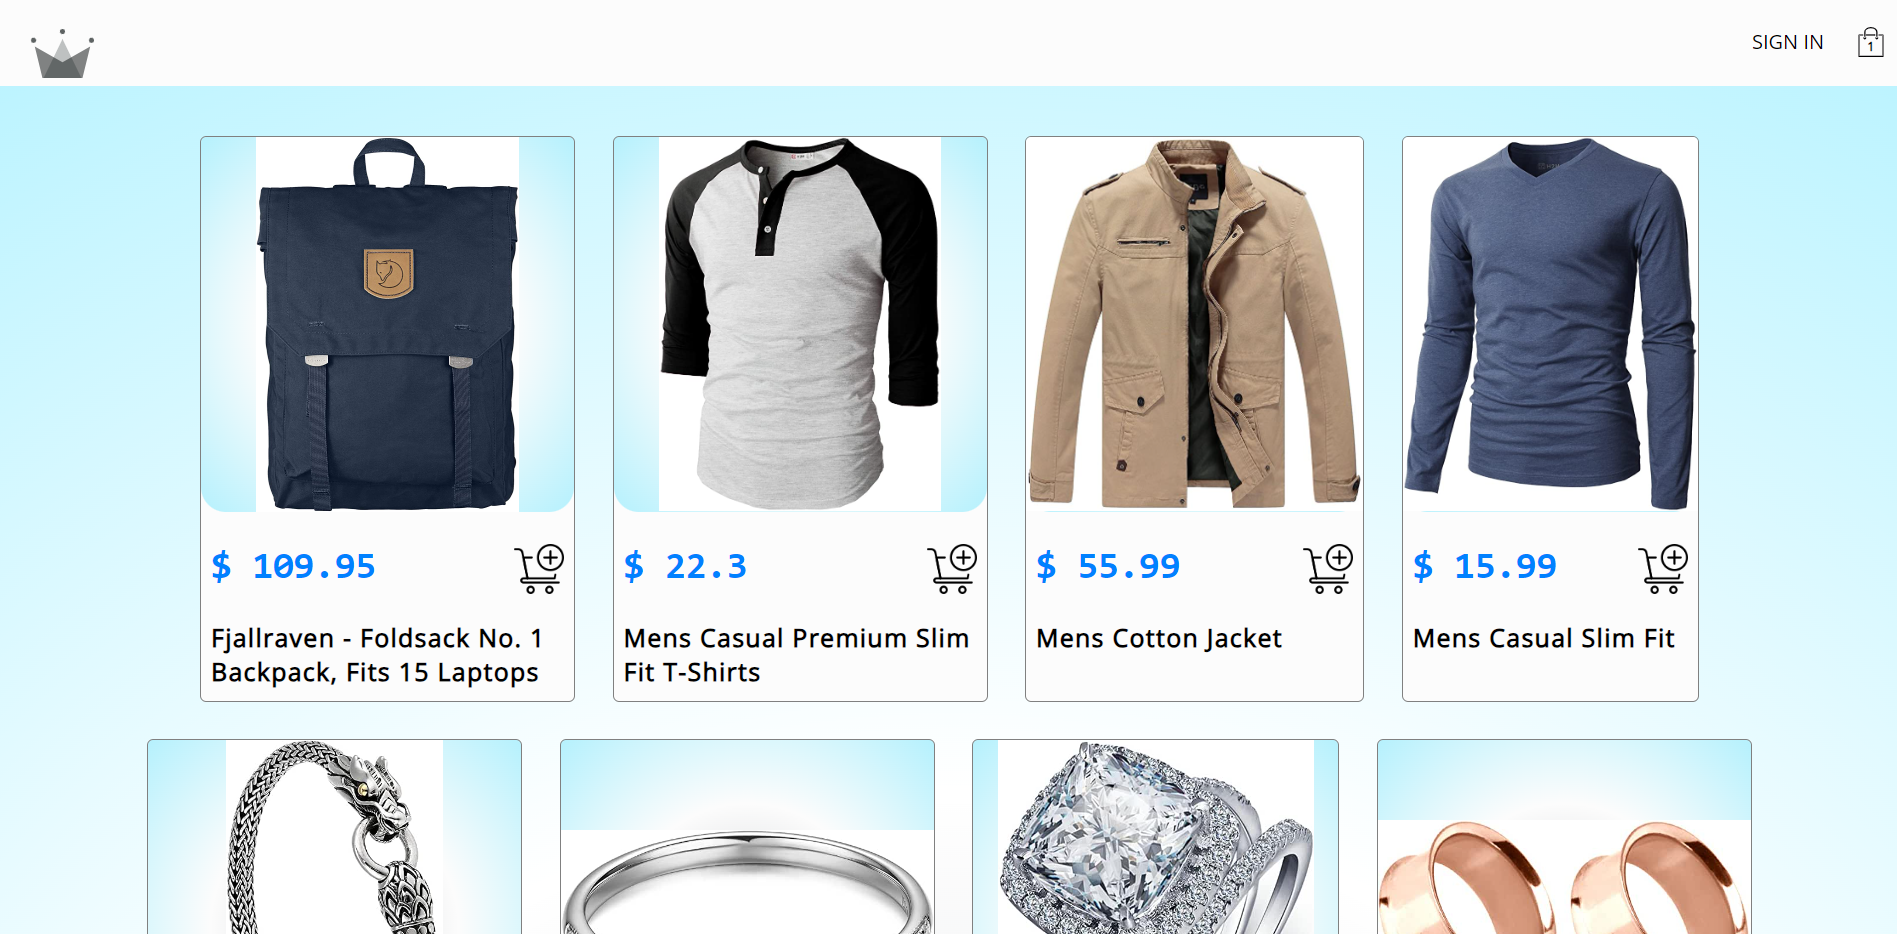 SIGN IN
1
$ 109.95
$ 22.3
$ 55.99
$ 15.99
Fjallraven - Foldsack No. 1
Backpack, Fits 15 Laptops
Mens Casual Premium Slim
Fit T-Shirts
Mens Cotton Jacket
Mens Casual Slim Fit